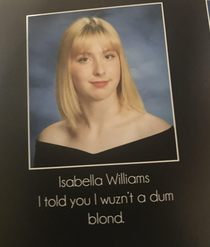 Isabella Williams
I told you I wuzn't a dum
blond.